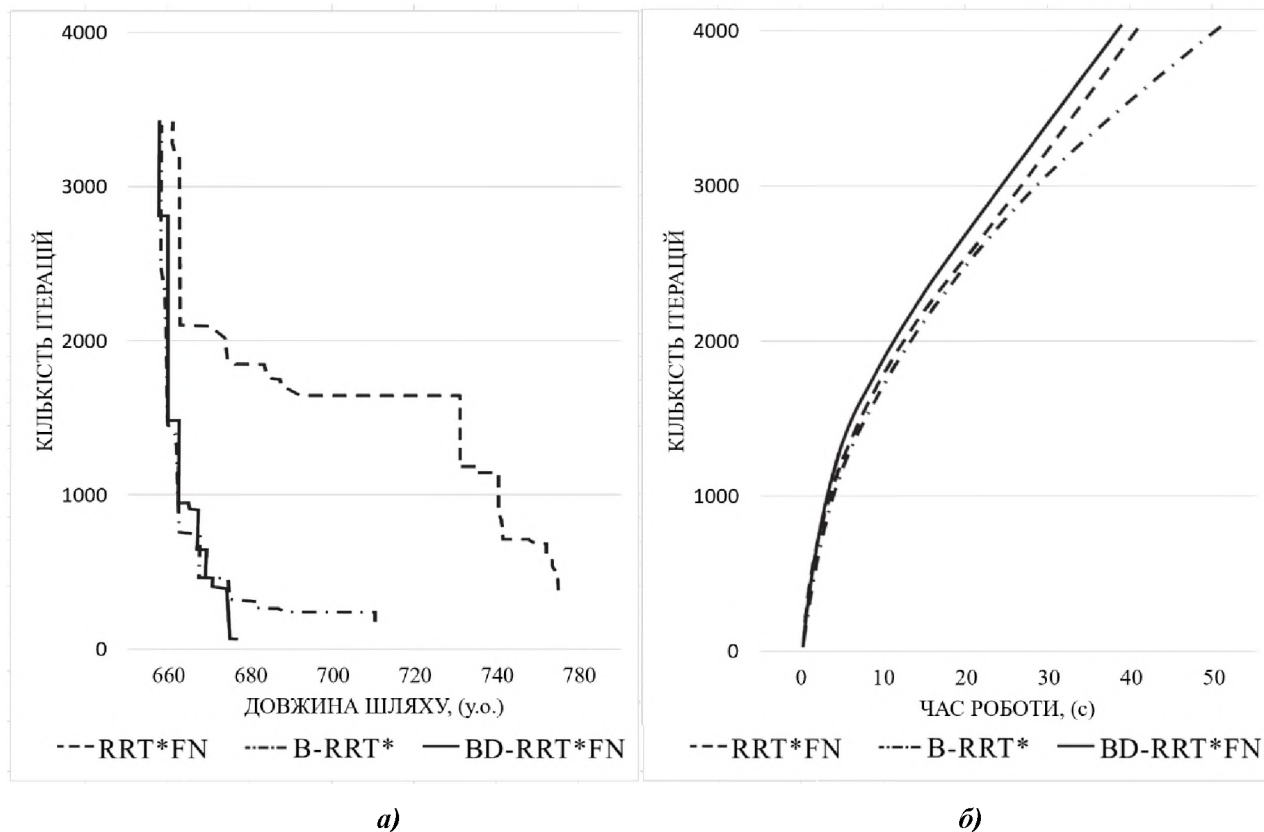 4000
3000
2000
1000
0
КІЛЬКІСТЬ ІТЕРАЦІЙ
660 680 700 720 740 760 780
ДОВЖИНА ШЛЯХУ, (у.о.)
RRT*FN B-RRT* BD-RRT*FN
а)
4000
3000
2000
1000
0
КІЛЬКІСТЬ ІТЕРАЦІЙ
0 10 20 30 40 50
ЧАС РОБОТИ, (с)
RRT*FN B-RRT* BD-RRT*FN
б)